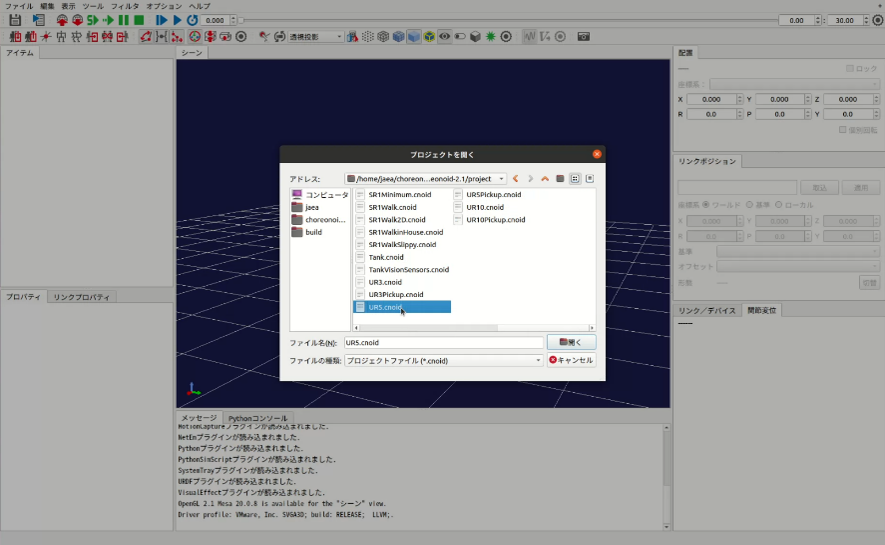 ファイル 編集 表示 ツール フィルタ オプション ヘルプ
0.000
0.00 : 30.00
透視投影
アイテム
シーン
配置
ロック
座標系:
X 0.000 Y 0.000 Z 0.000
R 0.0 P 0.0 Y 0.0
個別回転
リンクポジション
取込 適用
座標系 ワールド 基準 ローカル
X 0.000 Y 0.000 Z 0.000
R 0.0 P 0.0 Y 0.0
基準
オフセット
形態 ----
リンク／デバイス 関節変位
プロパティ リンクプロパティ
プロジェクトを開く
アドレス: /home/jaea/choreon...eonoid-2.1/project
コンピュータ
jaea
choreonoi...
build
SR1Minimum.cnoid
SR1Walk.cnoid
SR1Walk2D.cnoid
SR1WalkinHouse.cnoid
SR1WalkSlippy.cnoid
Tank.cnoid
TankVisionSensors.cnoid
UR3.cnoid
UR3Pickup.cnoid
UR5.cnoid
UR5Pickup.cnoid
UR10.cnoid
UR10Pickup.cnoid
ファイル名(N): UR5.cnoid 開く
ファイルの種類: プロジェクトファイル (*.cnoid) キャンセル
メッセージ Pythonコンソール
MotionCaptureプラグインが読み込まれました.
NetEmプラグインが読み込まれました.
Pythonプラグインが読み込まれました.
PythonSimScriptプラグインが読み込まれました.
SystemTrayプラグインが読み込まれました.
URDFプラグインが読み込まれました.
VisualEffectプラグインが読み込まれました.
OpenGL 2.1 Mesa 20.0.8 is available for the "シーン" view.
Driver profile: VMware, Inc. SVGA3D; build: RELEASE; LLVM;.